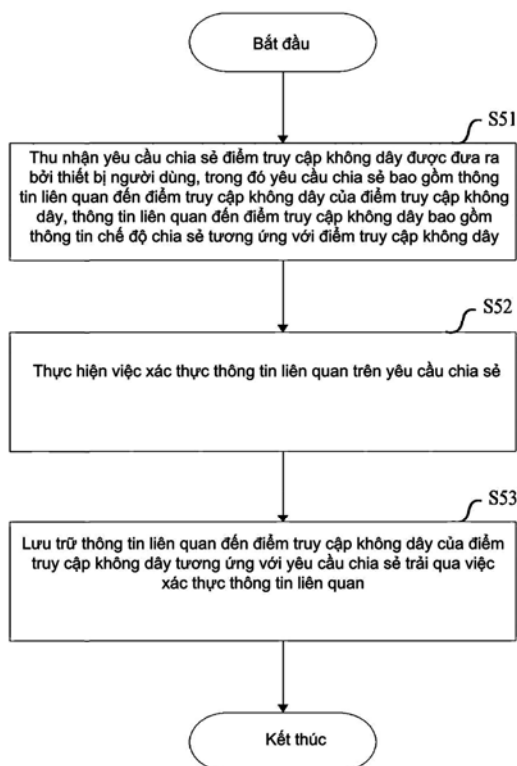 Bắt đầu
S51
Thu nhận yêu cầu chia sẻ điểm truy cập không dây được đưa ra
bởi thiết bị người dùng, trong đó yêu cầu chia sẻ bao gồm thông
tin liên quan đến điểm truy cập không dây của điểm truy cập không
dây, thông tin liên quan đến điểm truy cập không dây bao gồm
thông tin chế độ chia sẻ tương ứng với điểm truy cập không dây
S52
Thực hiện việc xác thực thông tin liên quan trên yêu cầu chia sẻ
S53
Lưu trữ thông tin liên quan đến điểm truy cập không dây của điểm
truy cập không dây tương ứng với yêu cầu chia sẻ trải qua việc
xác thực thông tin liên quan
Kết thúc